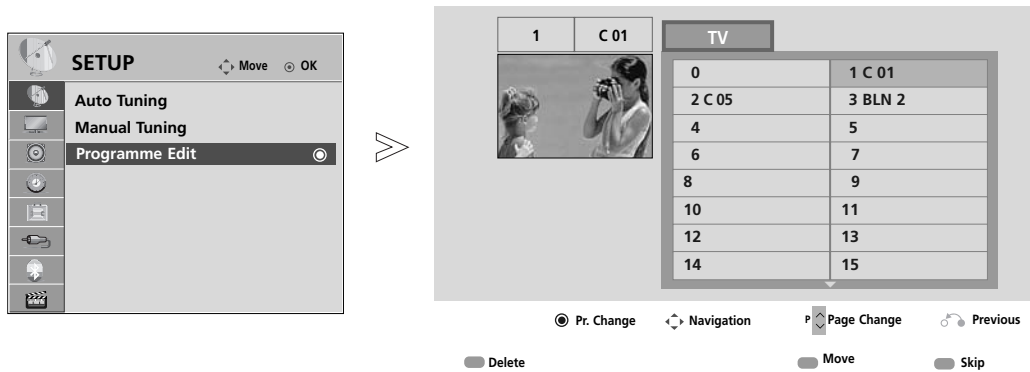 SETUP
Move
OK
Auto Tuning
Manual Tuning
Programme Edit
1 C 01
TV
0 1 C 01
2 C 05 3 BLN 2
4 5
6 7
8 9
10 11
12 13
14 15
Pr. Change Navigation P Page Change Previous
Delete Move Skip